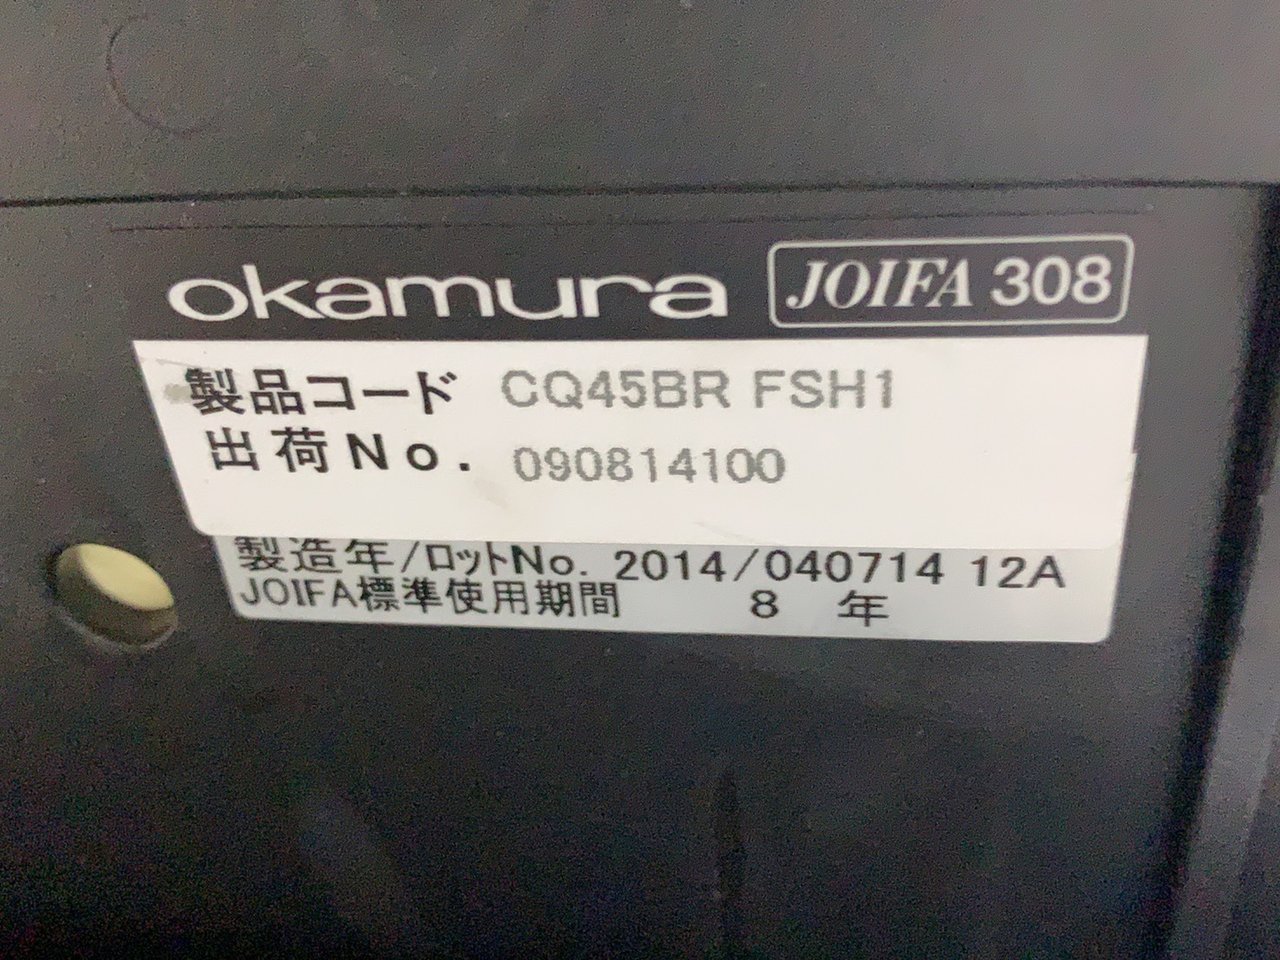 okamura JOIFA 308
製品コード CQ45BR FSH1
出荷No. 090814100
製造年/ロットNo. 2014/040714 12A
JOIFA標準使用期間 8 年